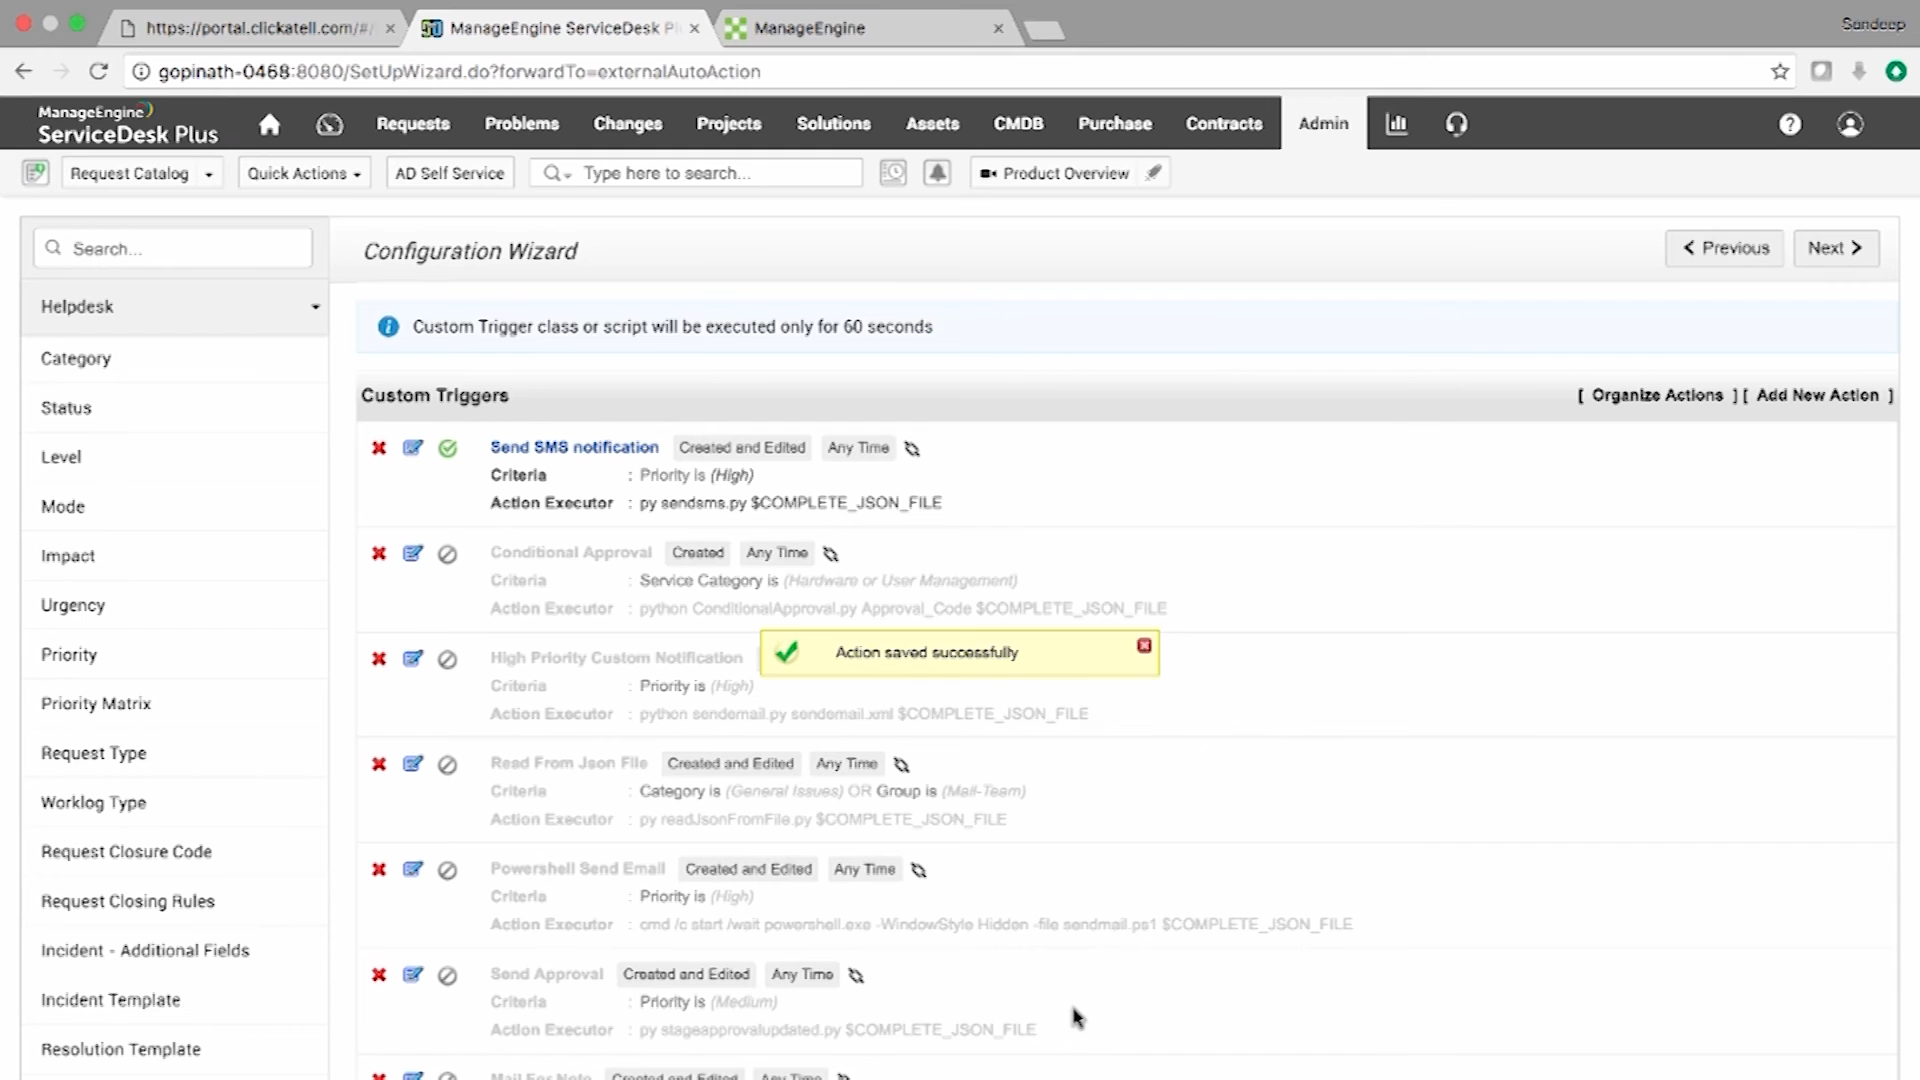 Sandeep
https://portal.clickatell.com/#/
ManageEngine ServiceDesk Pl
ManageEngine
gopinath-0468:8080/SetUpWizard.do?forwardTo=externalAutoAction
ManageEngine
ServiceDesk Plus
Requests Problems Changes Projects Solutions Assets CMDB Purchase Contracts Admin
Request Catalog Quick Actions AD Self Service Type here to search... Product Overview
Search...
Configuration Wizard
Previous Next
Helpdesk
Category
Status
Level
Mode
Impact
Urgency
Priority
Priority Matrix
Request Type
Worklog Type
Request Closure Code
Request Closing Rules
Incident - Additional Fields
Incident Template
Resolution Template
Custom Trigger class or script will be executed only for 60 seconds
Custom Triggers [ Organize Actions ] [ Add New Action ]
Send SMS notification Created and Edited Any Time
Criteria : Priority is (High)
Action Executor : py sendsms.py $COMPLETE_JSON_FILE
Conditional Approval Created Any Time
Criteria : Service Category is (Hardware or User Management)
Action Executor : python ConditionalApproval.py Approval_Code $COMPLETE_JSON_FILE
High Priority Custom Notification
Action saved successfully
Criteria : Priority is (High)
Action Executor : python sendemail.py sendemail.xml $COMPLETE_JSON_FILE
Read From Json File Created and Edited Any Time
Criteria : Category is (General Issues) OR Group is (Mail-Team)
Action Executor : py readJsonFromFile.py $COMPLETE_JSON_FILE
Powershell Send Email Created and Edited Any Time
Criteria : Priority is (High)
Action Executor : cmd /c start /wait powershell.exe -WindowStyle Hidden -file sendmail.ps1 $COMPLETE_JSON_FILE
Send Approval Created and Edited Any Time
Criteria : Priority is (Medium)
Action Executor : py stageapprovalupdated.py $COMPLETE_JSON_FILE
Mail For Note Created and Edited Any Time